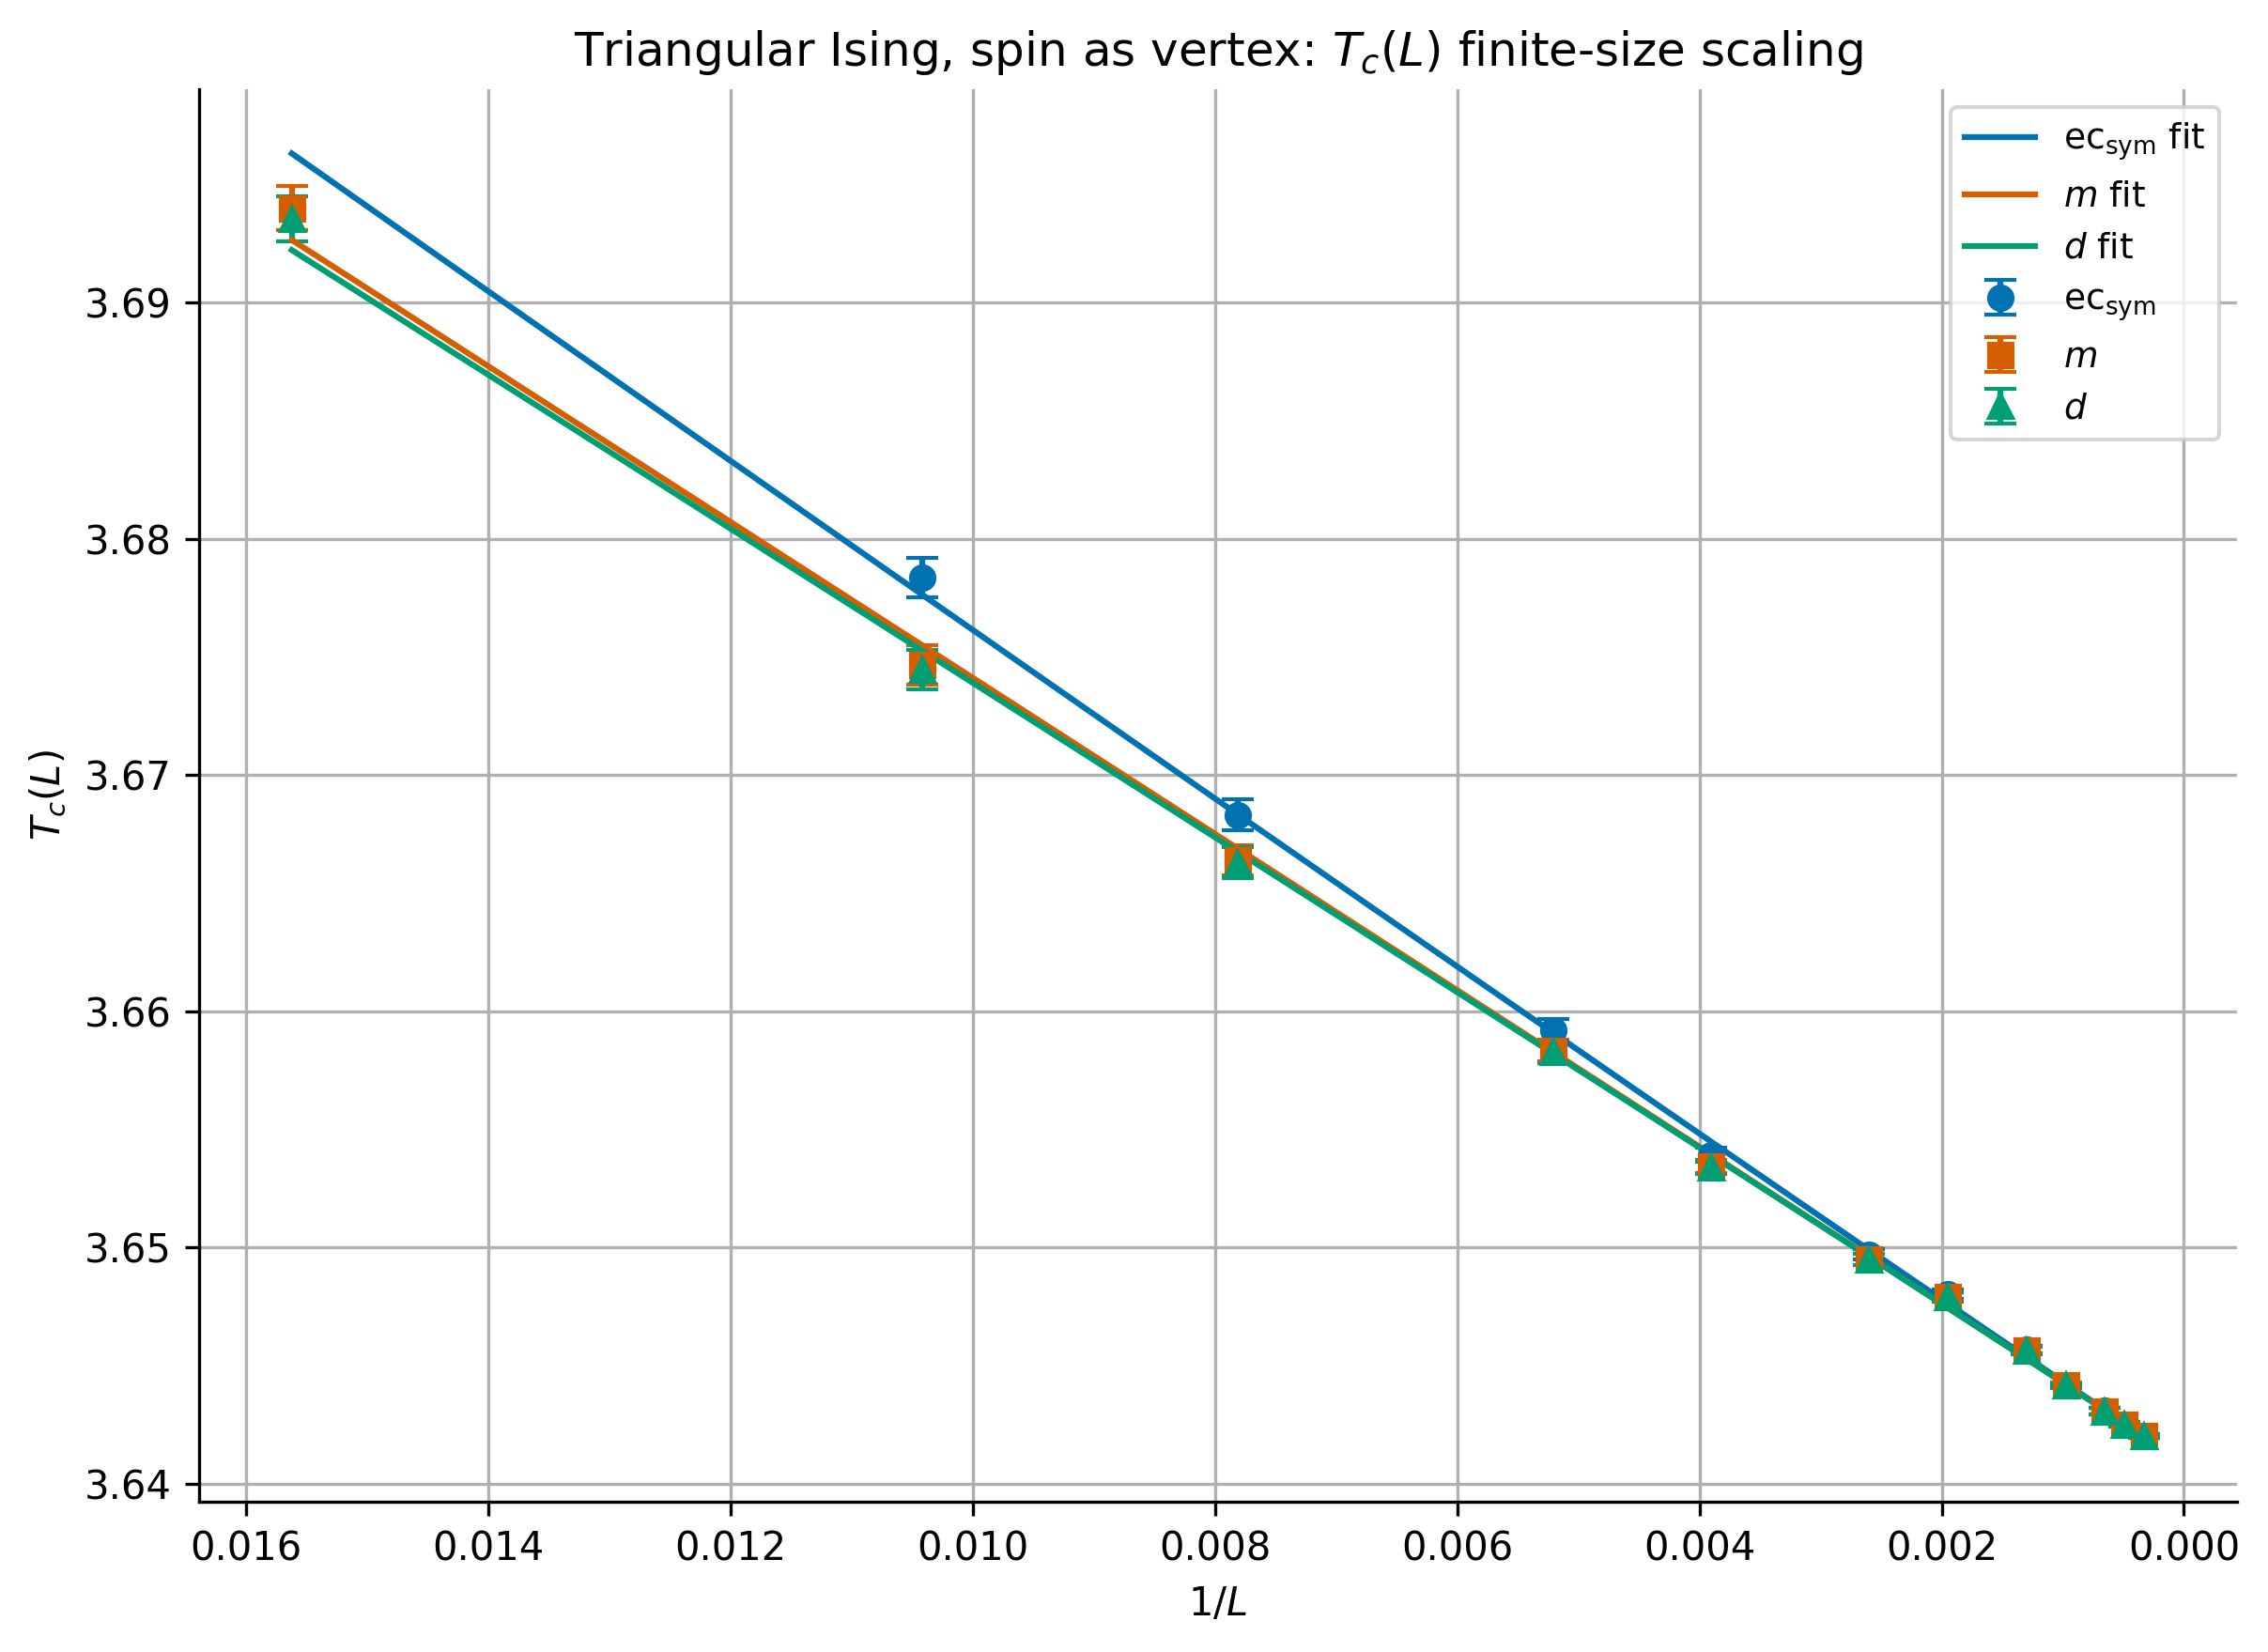 Triangular Ising, spin as vertex: T_c(L) finite-size scaling
ec_sym fit
m fit
d fit
ec_sym
m
d
T_c(L)
3.69
3.68
3.67
3.66
3.65
3.64
0.016 0.014 0.012 0.010 0.008 0.006 0.004 0.002 0.000
1/L